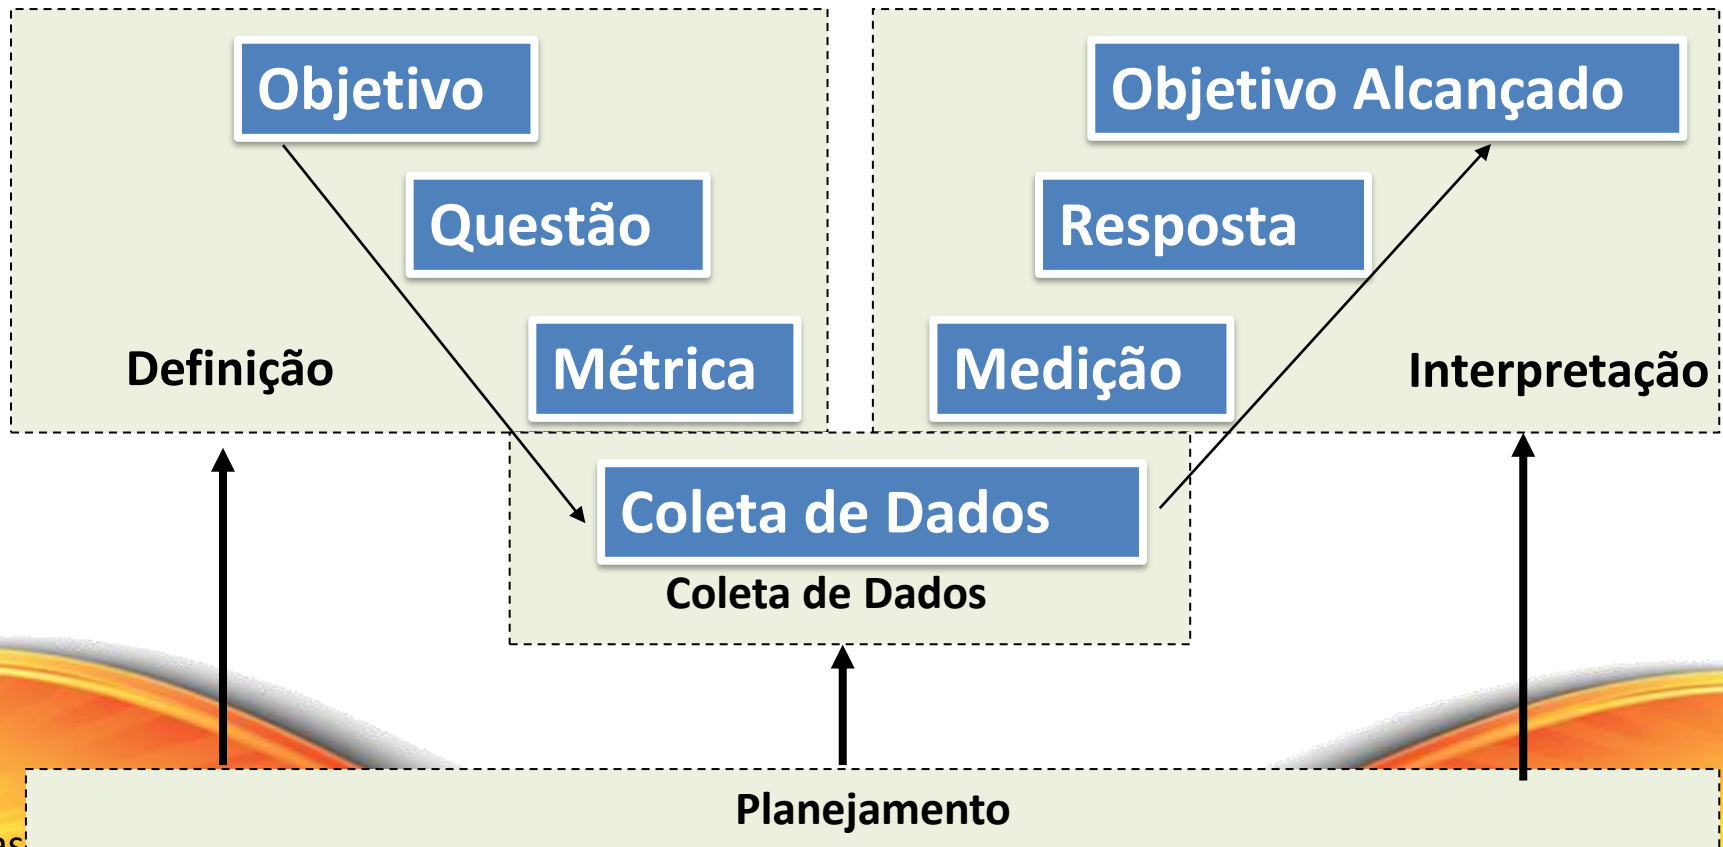 Objetivo
Objetivo Alcançado
Questão
Resposta
Métrica
Medição
Definição
Interpretação
Coleta de Dados
Coleta de Dados
Planejamento